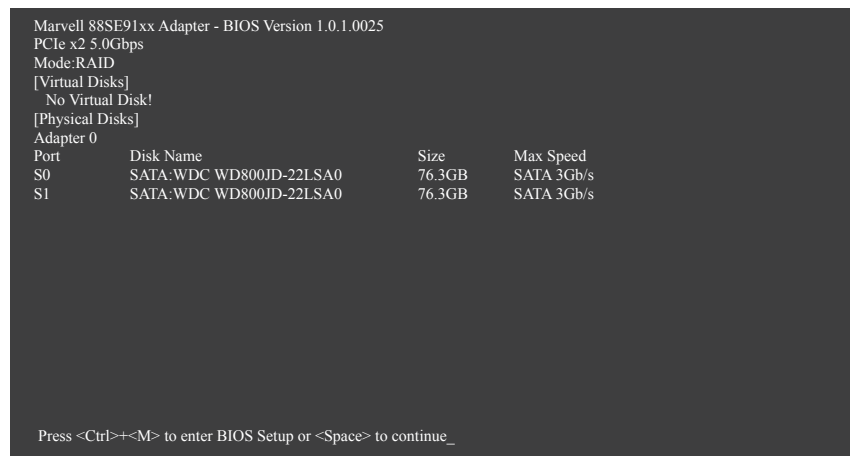 Marvell 88SE91xx Adapter - BIOS Version 1.0.1.0025
PCIe x2 5.0Gbps
Mode:RAID
[Virtual Disks]
No Virtual Disk!
[Physical Disks]
Adapter 0
Port Disk Name Size Max Speed
S0 SATA:WDC WD800JD-22LSA0 76.3GB SATA 3Gb/s
S1 SATA:WDC WD800JD-22LSA0 76.3GB SATA 3Gb/s
Press <Ctrl>+<M> to enter BIOS Setup or <Space> to continue_